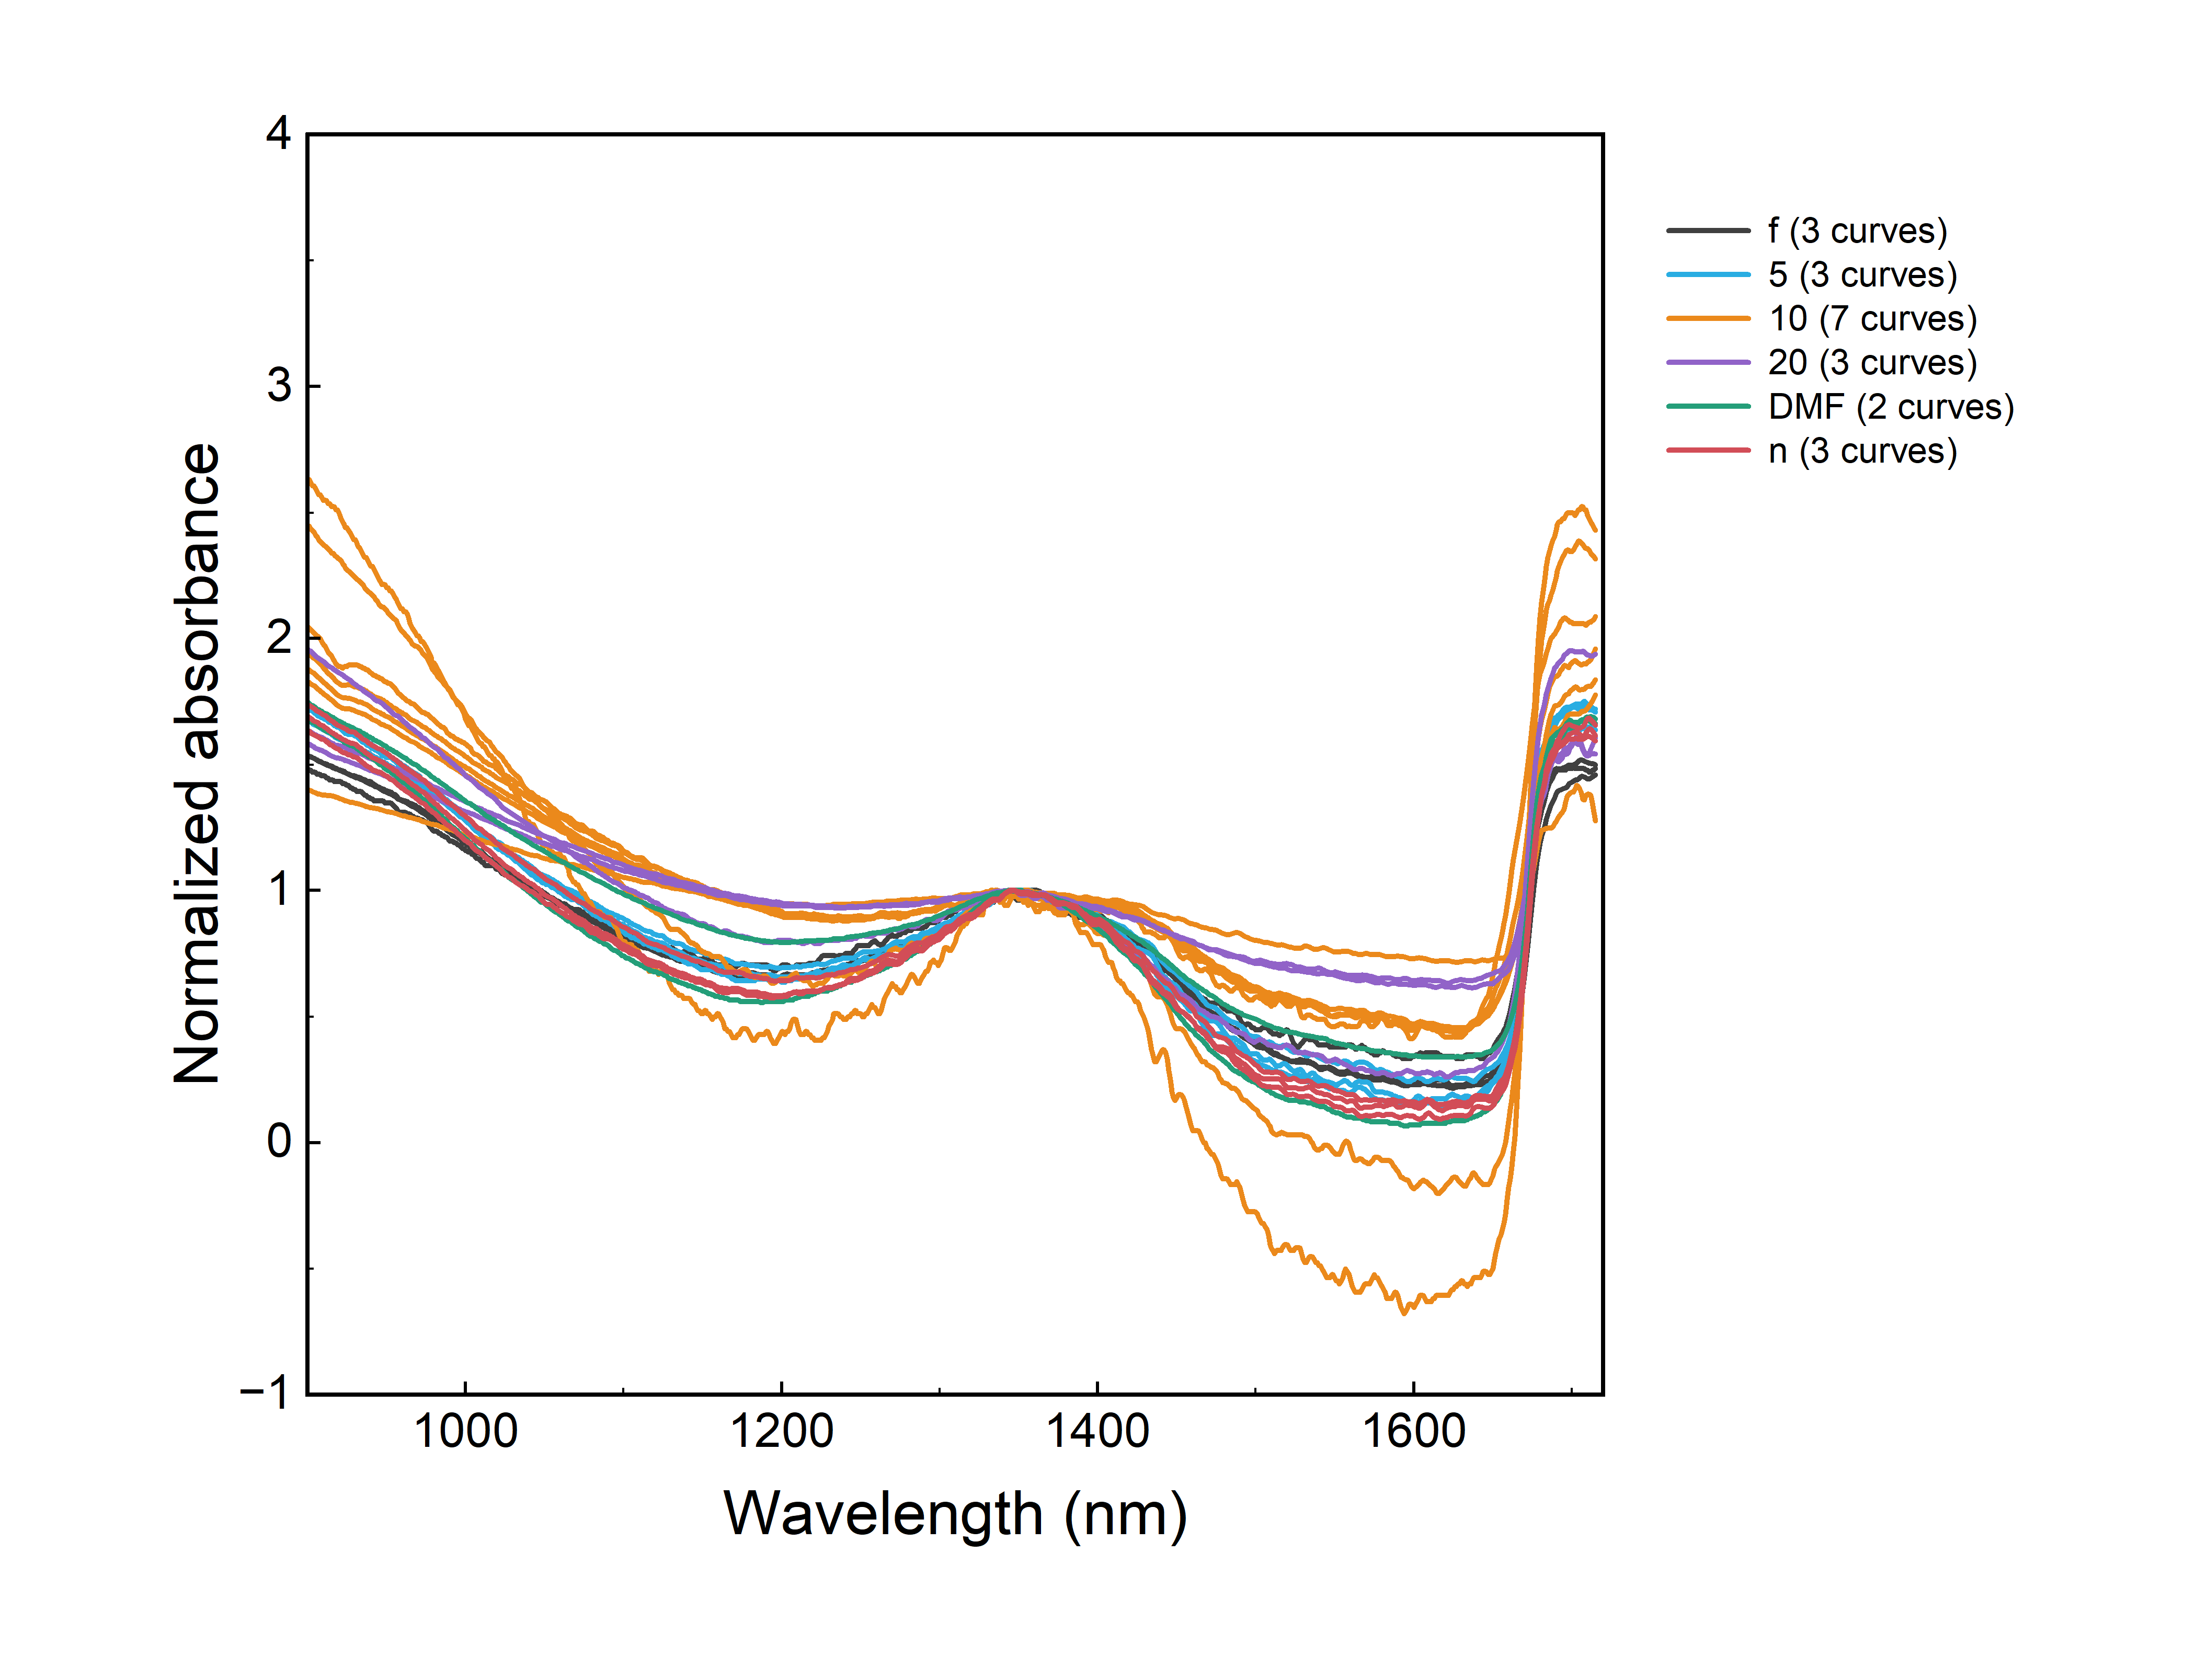 4
3
2
1
0
−1
Normalized absorbance
1000 1200 1400 1600
Wavelength (nm)
f (3 curves)
5 (3 curves)
10 (7 curves)
20 (3 curves)
DMF (2 curves)
n (3 curves)